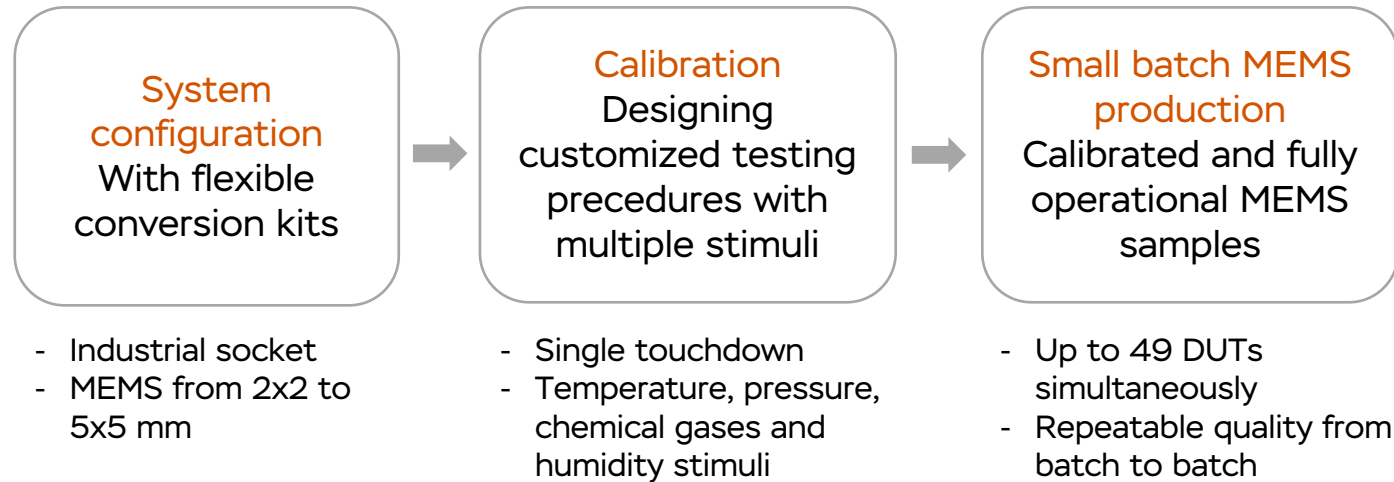 System
configuration
With flexible
conversion kits
Calibration
Designing
customized testing
precedures with
multiple stimuli
Small batch MEMS
production
Calibrated and fully
operational MEMS
samples
- Industrial socket
- MEMS from 2x2 to
5x5 mm
- Single touchdown
- Temperature, pressure,
chemical gases and
humidity stimuli
- Up to 49 DUTs
simultaneously
- Repeatable quality from
batch to batch